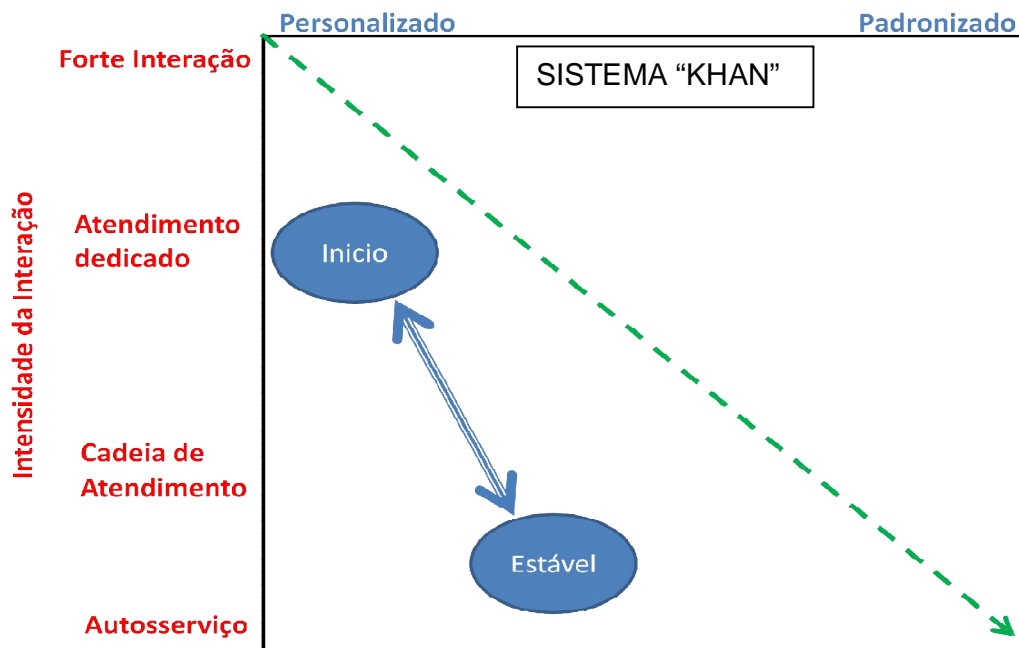 Personalizado
Padronizado
Forte Interação
SISTEMA “KHAN”
Intensidade da Interação
Atendimento
dedicado
Inicio
Cadeia de
Atendimento
Estável
Autosserviço